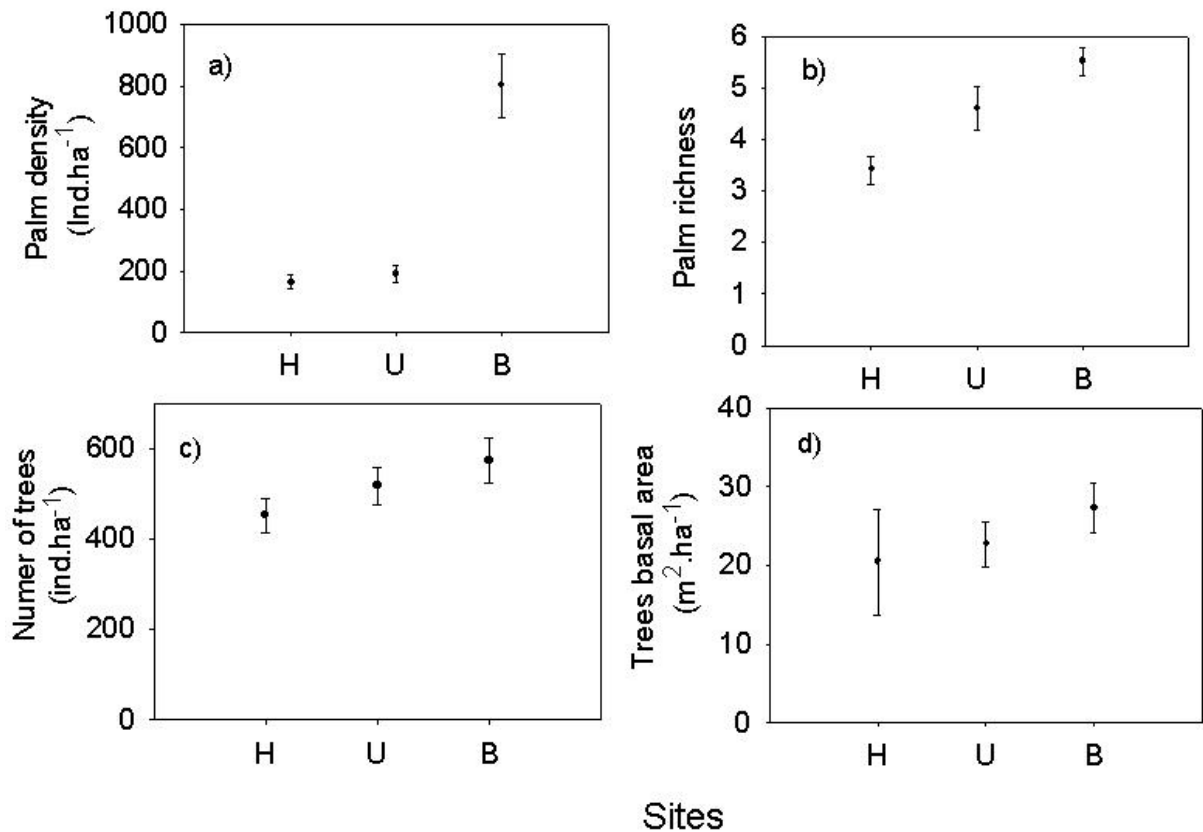 a)
Palm density
(Ind.ha⁻¹)
1000
800
600
400
200
0
H U B
b)
Palm richness
6
5
4
3
2
1
0
H U B
c)
Numer of trees
(ind.ha⁻¹)
600
400
200
0
H U B
d)
Trees basal area
(m².ha⁻¹)
40
30
20
10
0
H U B
Sites